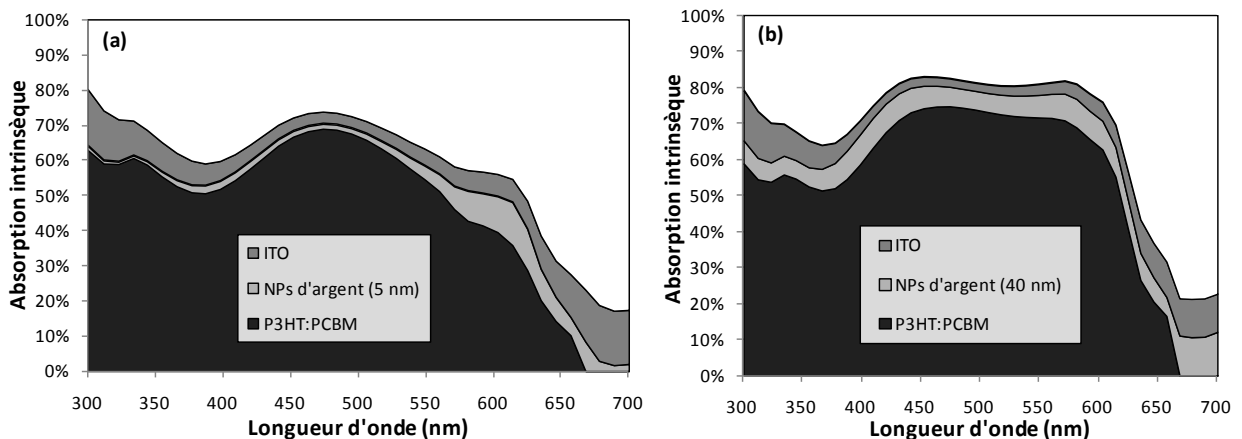 (a)
Absorption intrinsèque
100%
90%
80%
70%
60%
50%
40%
30%
20%
10%
0%
ITO
NPs d'argent (5 nm)
P3HT:PCBM
300 350 400 450 500 550 600 650 700
Longueur d'onde (nm)
(b)
Absorption intrinsèque
100%
90%
80%
70%
60%
50%
40%
30%
20%
10%
0%
ITO
NPs d'argent (40 nm)
P3HT:PCBM
300 350 400 450 500 550 600 650 700
Longueur d'onde (nm)